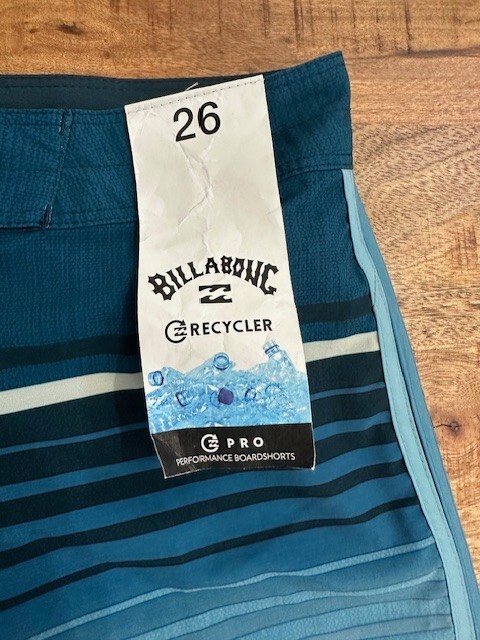 26
BILLABONG
RECYCLER
PRO
PERFORMANCE BOARDSHORTS